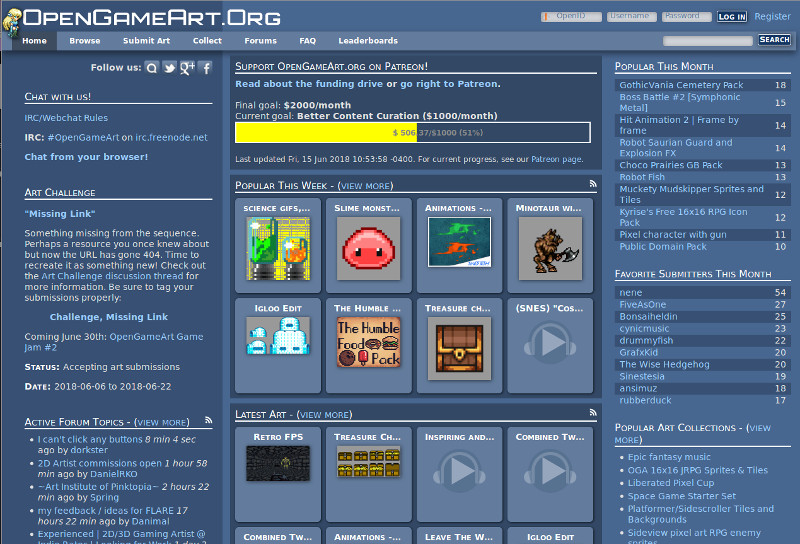 OpenGameArt.Org
OpenID
Username
Password
Log in
Register
Home
Browse
Submit Art
Collect
Forums
FAQ
Leaderboards
Search
Follow us:
Chat with us!
IRC/Webchat Rules
IRC: #OpenGameArt on irc.freenode.net
Chat from your browser!
Art Challenge
"Missing Link"
Something missing from the sequence.
Perhaps a resource you once knew about
but now the URL has gone 404. Time to
recreate it as something new! Check out
the Art Challenge discussion thread for
more information. Be sure to tag your
submissions properly:
Challenge, Missing Link
Coming June 30th: OpenGameArt Game
Jam #2
Status: Accepting art submissions
Date: 2018-06-06 to 2018-06-22
Active Forum Topics - (view more)
I can't click any buttons 8 min 4 sec
ago by dorkster
2D Artist commissions open 1 hour 58
min ago by DanielRKO
~Art Institute of Pinktopia~ 2 hours 22
min ago by Spring
my feedback / ideas for FLARE 17
hours 22 min ago by Danimal
Experienced | 2D/3D Gaming Artist @
Support OpenGameArt.org on Patreon!
Read about the funding drive or go right to Patreon.
Final goal: $2000/month
Current goal: Better Content Curation ($1000/month)
$ 506.37/$1000 (51%)
Last updated Fri, 15 Jun 2018 10:53:58 -0400. For current progress, see our Patreon page.
Popular This Week - (view more)
science gifs,...
Slime monst...
Animations -...
Minotaur wi...
Igloo Edit
The Humble ...
Treasure ch...
(SNES) "Cos...
The Humble
Food
Pack
Latest Art - (view more)
Retro FPS
Treasure Ch...
Inspiring and...
Combined Tw...
Combined Tw...
Animations -...
Leave The W...
Igloo Edit
Popular This Month
GothicVania Cemetery Pack 18
Boss Battle #2 [Symphonic
Metal] 15
Hit Animation 2 | Frame by
frame 14
Robot Saurian Guard and
Explosion FX 14
Choco Prairies GB Pack 13
Robot Fish 13
Muckety Mudskipper Sprites and
Tiles 12
Kyrise's Free 16x16 RPG Icon
Pack 12
Pixel character with gun 11
Public Domain Pack 10
Favorite Submitters This Month
nene 54
FiveAsOne 27
Bonsaiheldin 25
cynicmusic 23
drummyfish 22
GrafxKid 20
The Wise Hedgehog 20
Sinestesia 19
ansimuz 18
rubberduck 17
Popular Art Collections - (view
more)
Epic fantasy music
OGA 16x16 JRPG Sprites & Tiles
Liberated Pixel Cup
Space Game Starter Set
Platformer/Sidescroller Tiles and
Backgrounds
Sideview pixel art RPG enemy
sprites